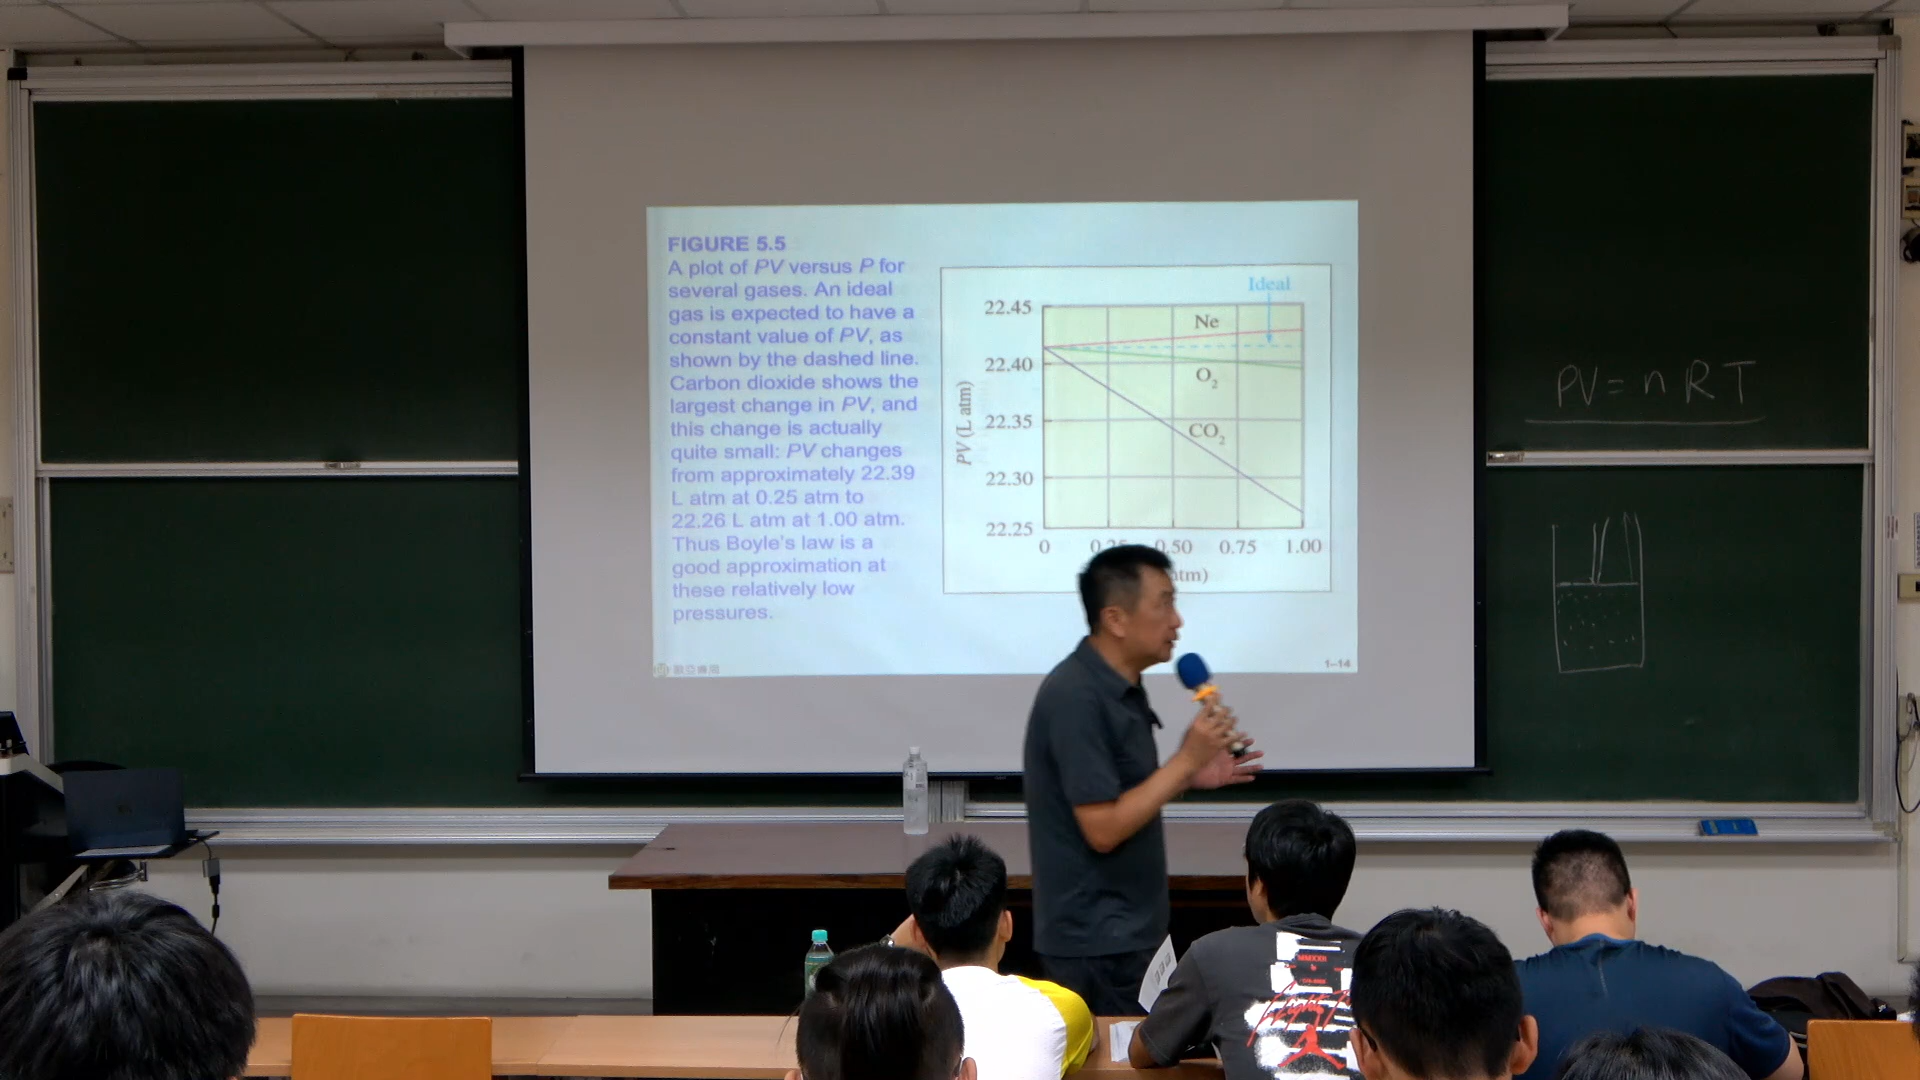 FIGURE 5.5
A plot of PV versus P for
several gases. An ideal
gas is expected to have a
constant value of PV, as
shown by the dashed line.
Carbon dioxide shows the
largest change in PV, and
this change is actually
quite small: PV changes
from approximately 22.39
L atm at 0.25 atm to
22.26 L atm at 1.00 atm.
Thus Boyle's law is a
good approximation at
these relatively low
pressures.
Ideal
22.45
Ne
22.40
O2
22.35
CO2
PV (L atm)
22.30
22.25
0 0.50 0.75 1.00
atm)
1-14
PV = nRT